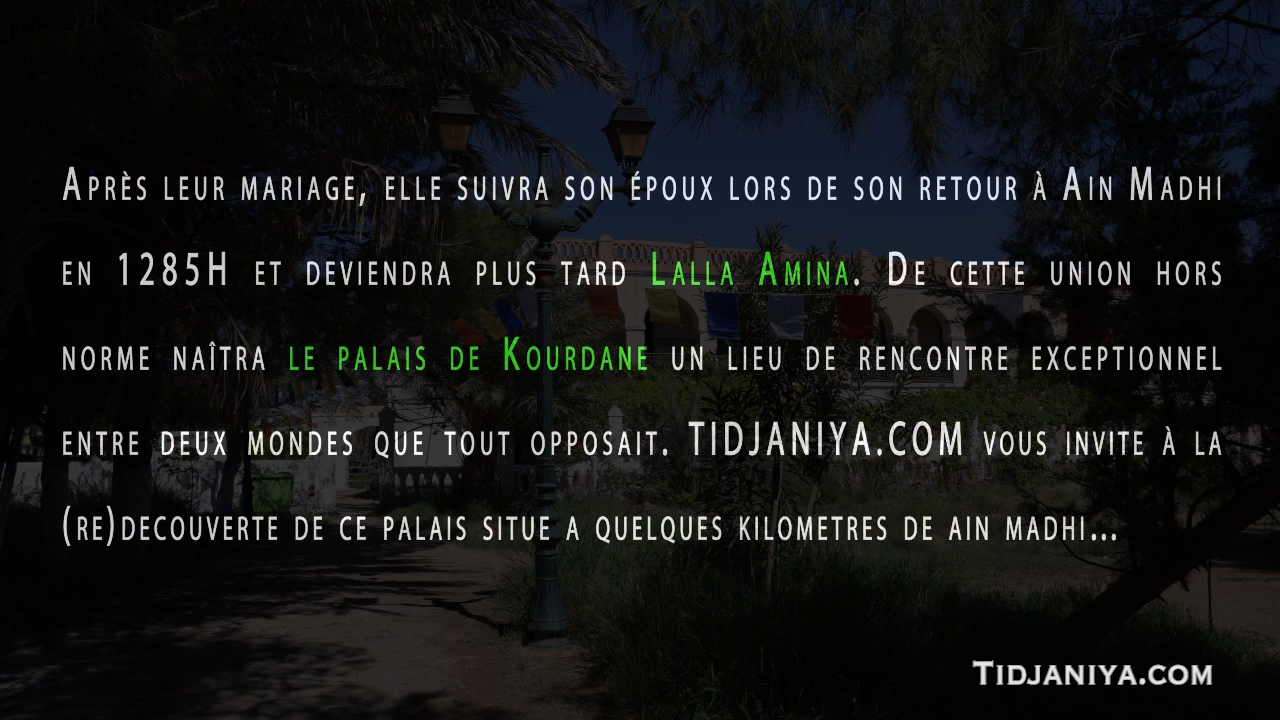 Après leur mariage, elle suivra son époux lors de son retour à Ain Madhi
en 1285H et deviendra plus tard Lalla Amina. De cette union hors
norme naîtra le palais de Kourdane un lieu de rencontre exceptionnel
entre deux mondes que tout opposait. TIDJANIYA.COM vous invite à la
(re)decouverte de ce palais situe a quelques kilometres de ain madhi...
Tidjaniya.com